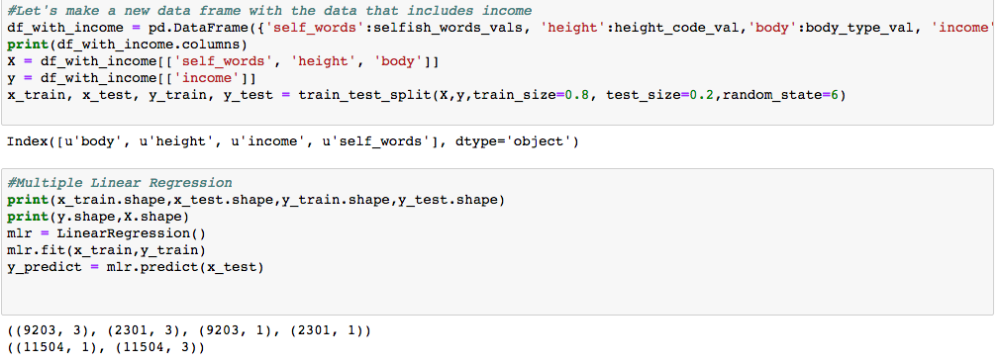 #Let's make a new data frame with the data that includes income
df_with_income = pd.DataFrame({'self_words':selfish_words_vals, 'height':height_code_val,'body':body_type_val, 'income'
print(df_with_income.columns)
X = df_with_income[['self_words', 'height', 'body']]
y = df_with_income[['income']]
x_train, x_test, y_train, y_test = train_test_split(X,y,train_size=0.8, test_size=0.2,random_state=6)
Index([u'body', u'height', u'income', u'self_words'], dtype='object')
#Multiple Linear Regression
print(x_train.shape,x_test.shape,y_train.shape,y_test.shape)
print(y.shape,X.shape)
mlr = LinearRegression()
mlr.fit(x_train,y_train)
y_predict = mlr.predict(x_test)
((9203, 3), (2301, 3), (9203, 1), (2301, 1))
((11504, 1), (11504, 3))